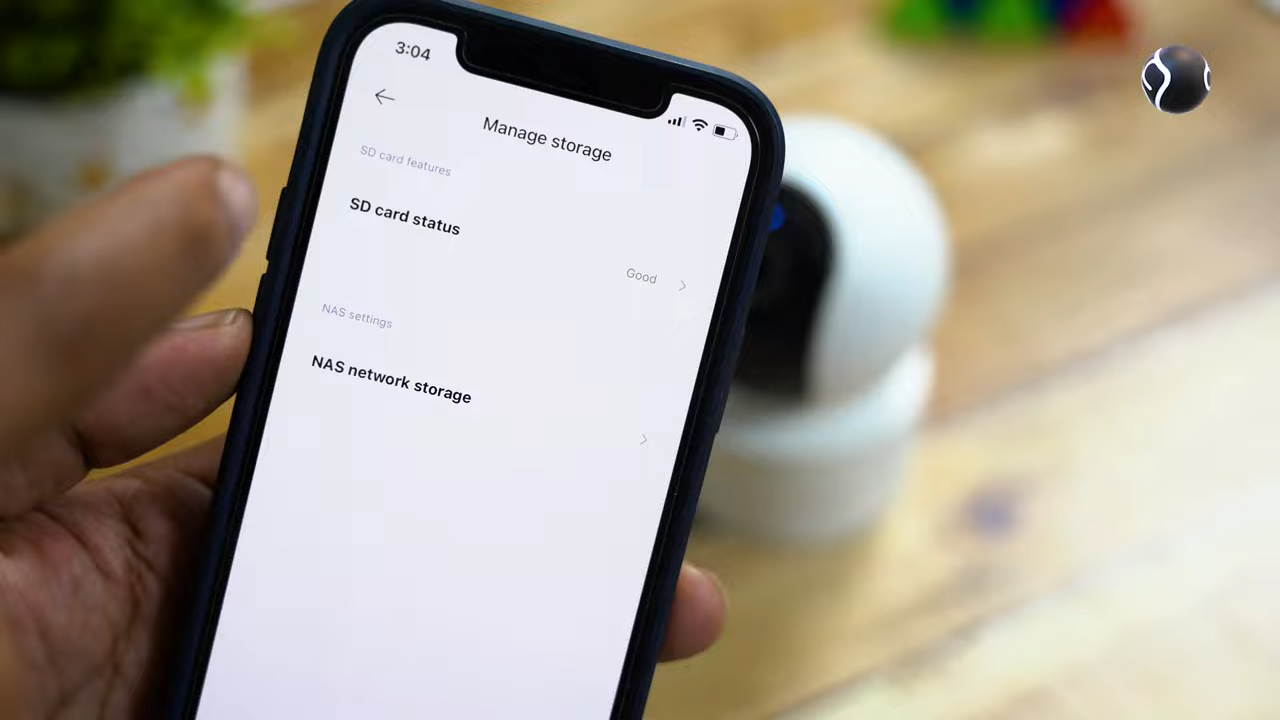 3:04
Manage storage
SD card features
SD card status
Good
NAS settings
NAS network storage